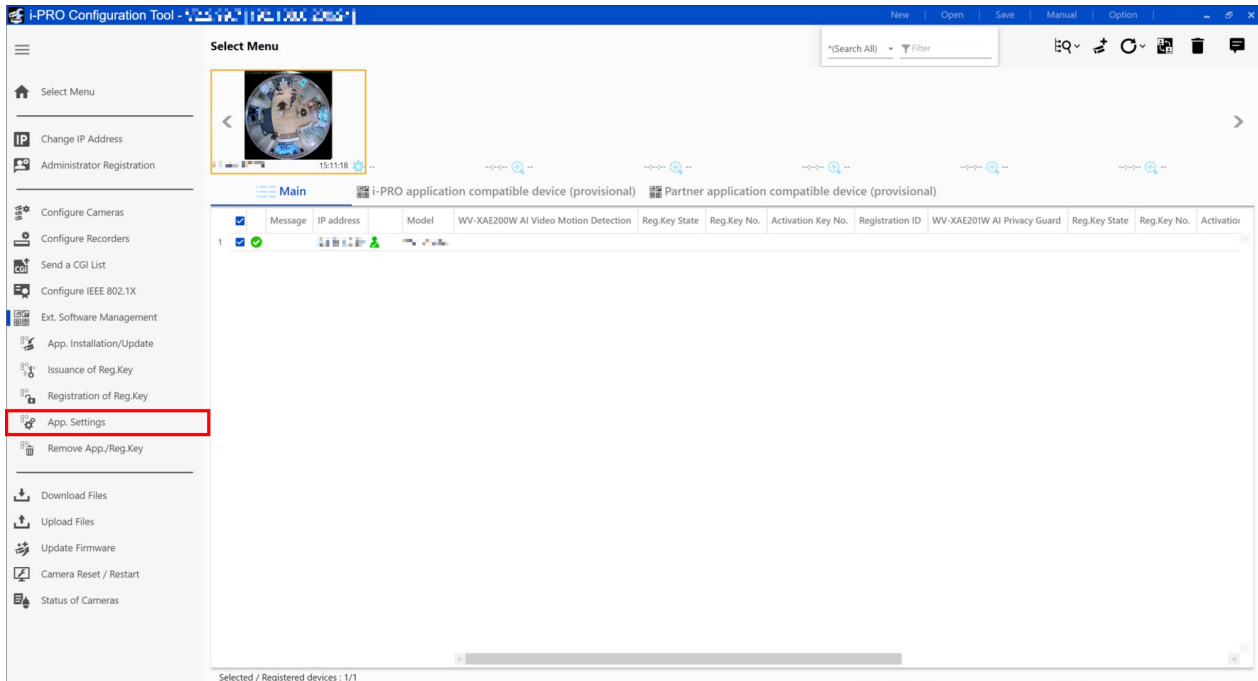 i-PRO Configuration Tool -
New | Open | Save | Manual | Option |
Select Menu
*(Search All) Filter
Select Menu
Change IP Address
Administrator Registration
Configure Cameras
Configure Recorders
Send a CGI List
Configure IEEE 802.1X
Ext. Software Management
App. Installation/Update
Issuance of Reg.Key
Registration of Reg.Key
App. Settings
Remove App./Reg.Key
Download Files
Upload Files
Update Firmware
Camera Reset / Restart
Status of Cameras
15:11:18 -- --:--:-- -- --:--:-- -- --:--:-- -- --:--:-- -- --:--:-- --
Main i-PRO application compatible device (provisional) Partner application compatible device (provisional)
Message IP address Model WV-XAE200W AI Video Motion Detection Reg.Key State Reg.Key No. Activation Key No. Registration ID WV-XAE201W AI Privacy Guard Reg.Key State Reg.Key No. Activation
1
Selected / Registered devices : 1/1